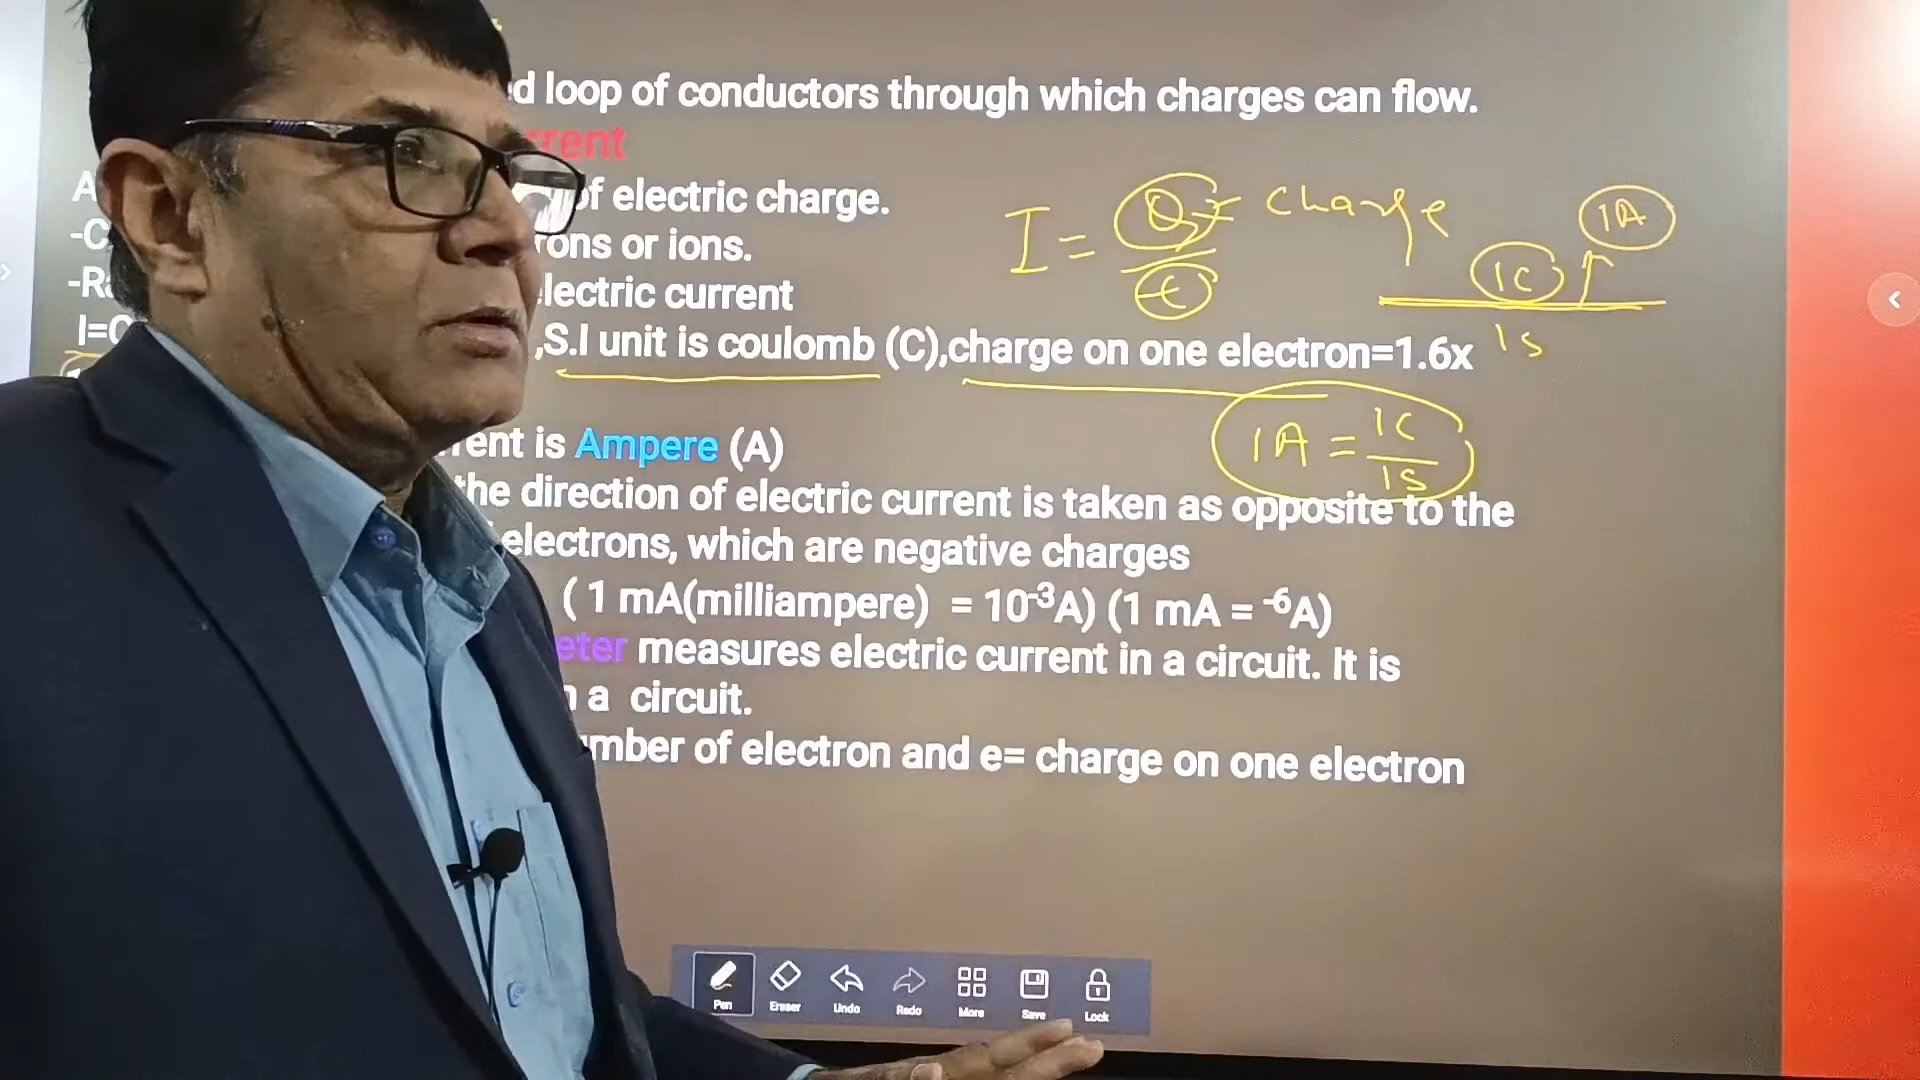 d loop of conductors through which charges can flow.
rrent
A of electric charge.
-C rons or ions.
-Ra lectric current
I= ,S.I unit is coulomb (C),charge on one electron=1.6x
I = Q/t charge
1C 1A
1s
1A = 1C/1s
rent is Ampere (A)
the direction of electric current is taken as opposite to the
electrons, which are negative charges
( 1 mA(milliampere) = 10⁻³A) (1 mA = ⁻⁶A)
eter measures electric current in a circuit. It is
n a circuit.
mber of electron and e= charge on one electron
Pen Eraser Undo Redo More Save Lock